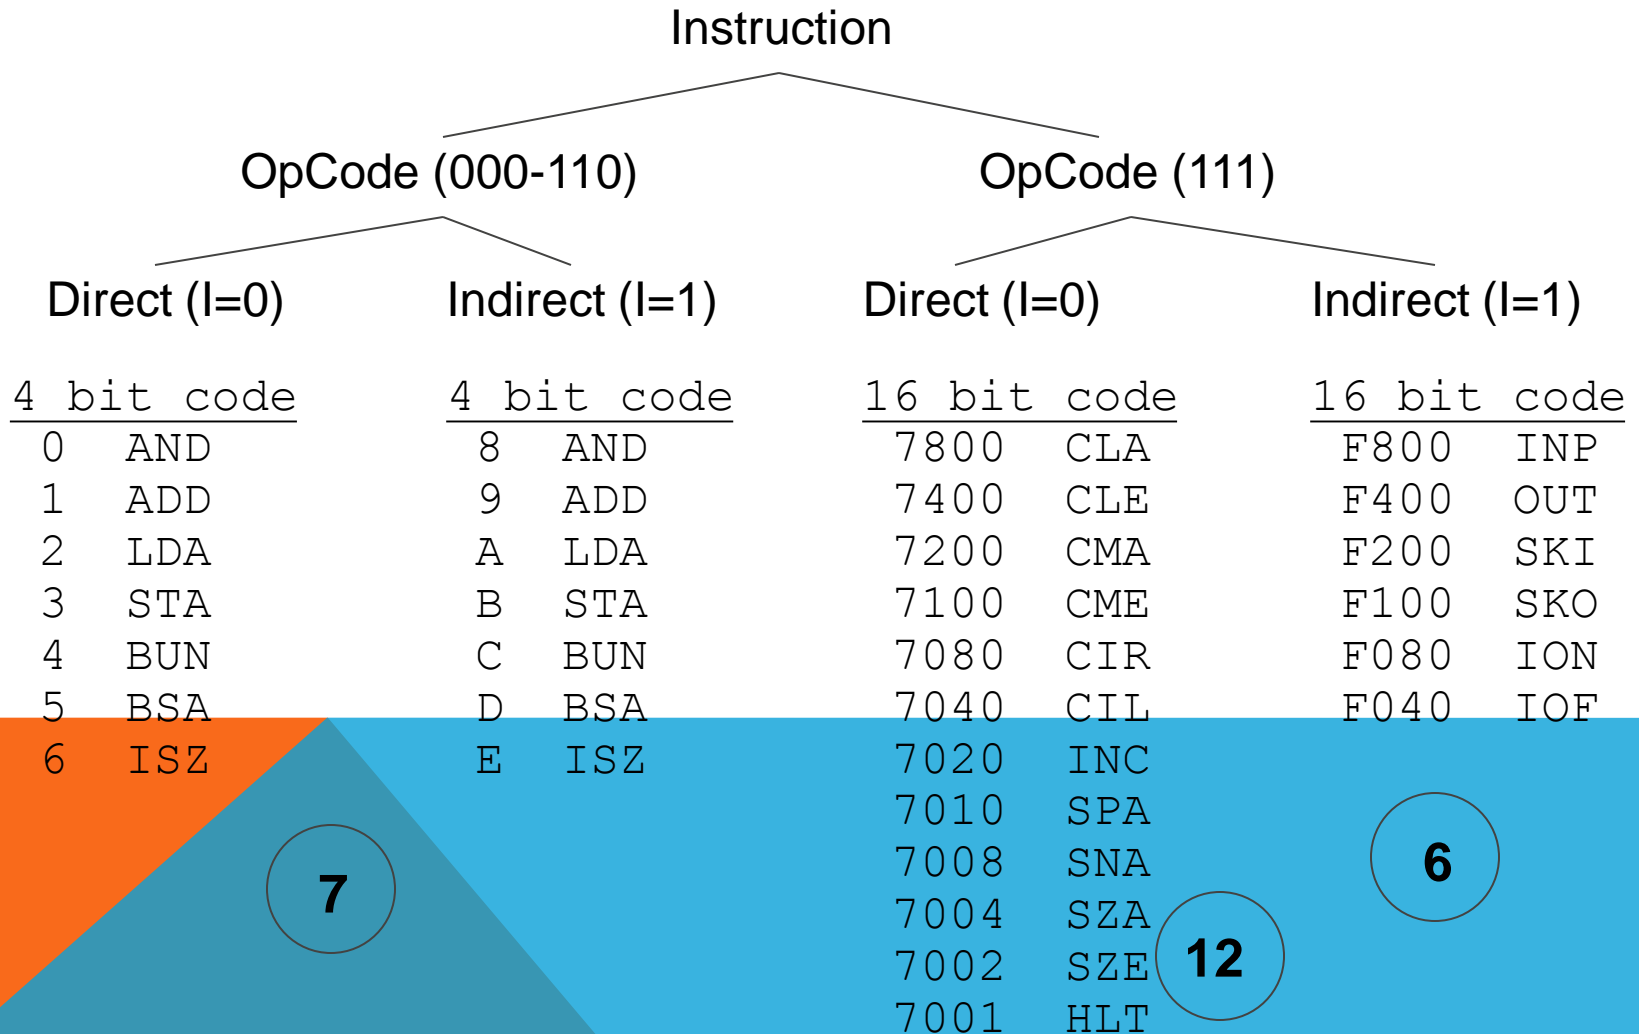 Instruction
OpCode (000-110)
OpCode (111)
Direct (I=0)
Indirect (I=1)
Direct (I=0)
Indirect (I=1)
4 bit code
0 AND
1 ADD
2 LDA
3 STA
4 BUN
5 BSA
6 ISZ
4 bit code
8 AND
9 ADD
A LDA
B STA
C BUN
D BSA
E ISZ
16 bit code
7800 CLA
7400 CLE
7200 CMA
7100 CME
7080 CIR
7040 CIL
7020 INC
7010 SPA
7008 SNA
7004 SZA
7002 SZE
7001 HLT
16 bit code
F800 INP
F400 OUT
F200 SKI
F100 SKO
F080 ION
F040 IOF
7
12
6